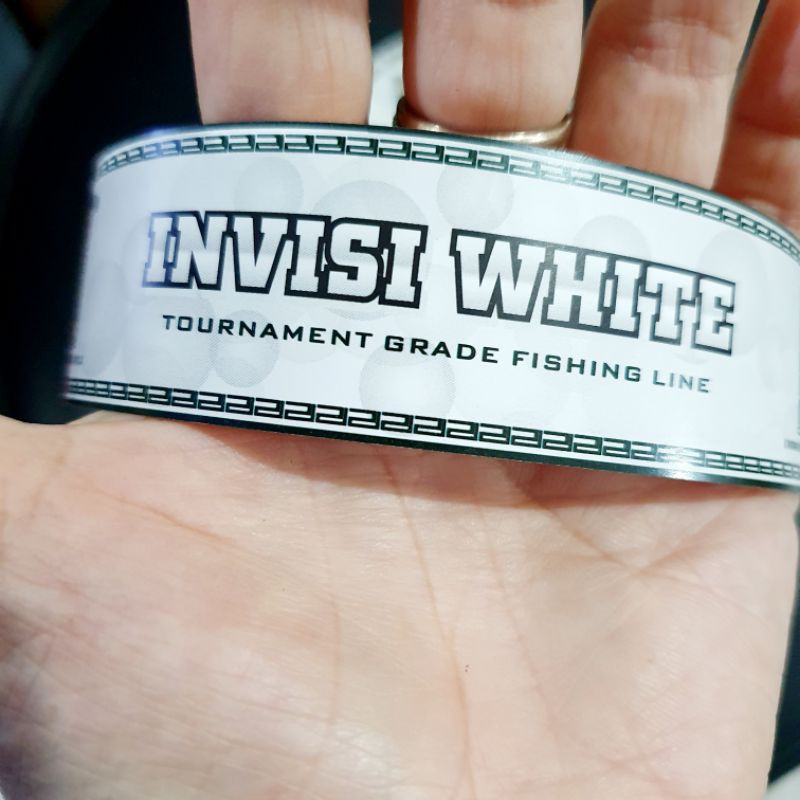 INVISI WHITE
TOURNAMENT GRADE FISHING LINE